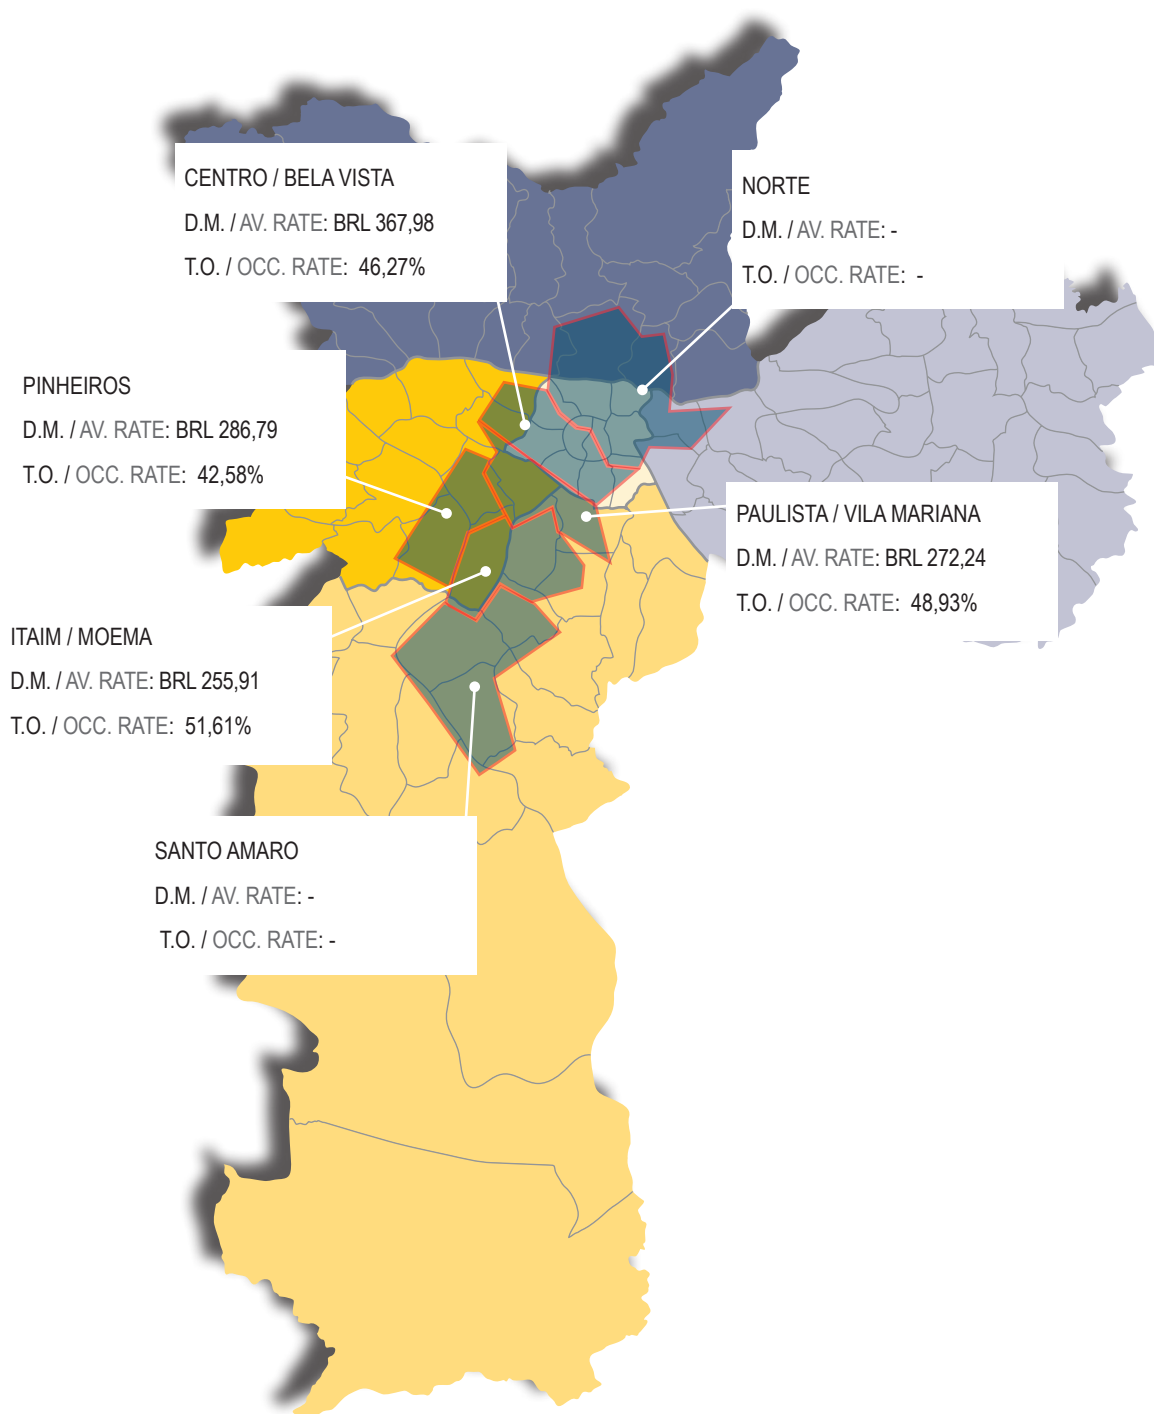 CENTRO / BELA VISTA
D.M. / AV. RATE: BRL 367,98
T.O. / OCC. RATE: 46,27%
NORTE
D.M. / AV. RATE: -
T.O. / OCC. RATE: -
PINHEIROS
D.M. / AV. RATE: BRL 286,79
T.O. / OCC. RATE: 42,58%
PAULISTA / VILA MARIANA
D.M. / AV. RATE: BRL 272,24
T.O. / OCC. RATE: 48,93%
ITAIM / MOEMA
D.M. / AV. RATE: BRL 255,91
T.O. / OCC. RATE: 51,61%
SANTO AMARO
D.M. / AV. RATE: -
T.O. / OCC. RATE: -